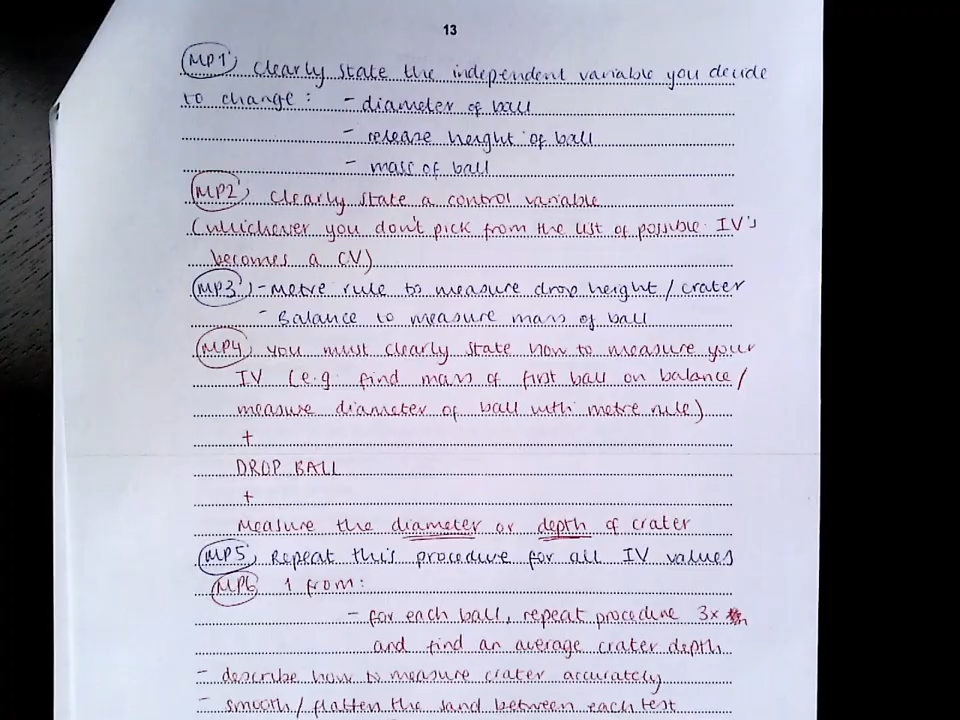 13
MP1) clearly state the independent variable you decide
to change: - diameter of ball
- release height of ball
- mass of ball
MP2) clearly state a control variable
(whichever you don't pick from the list of possible IV's
becomes a CV)
MP3) - metre rule to measure drop height / crater
- Balance to measure mass of ball
MP4) you must clearly state how to measure your
IV (e.g. find mass of first ball on balance /
measure diameter of ball with metre rule)
+
DROP BALL
+
Measure the diameter or depth of crater
MP5) Repeat this procedure for all IV values
MP6 1 from:
- for each ball, repeat procedure 3x
and find an average crater depth
- describe how to measure crater accurately
- smooth / flatten the sand between each test